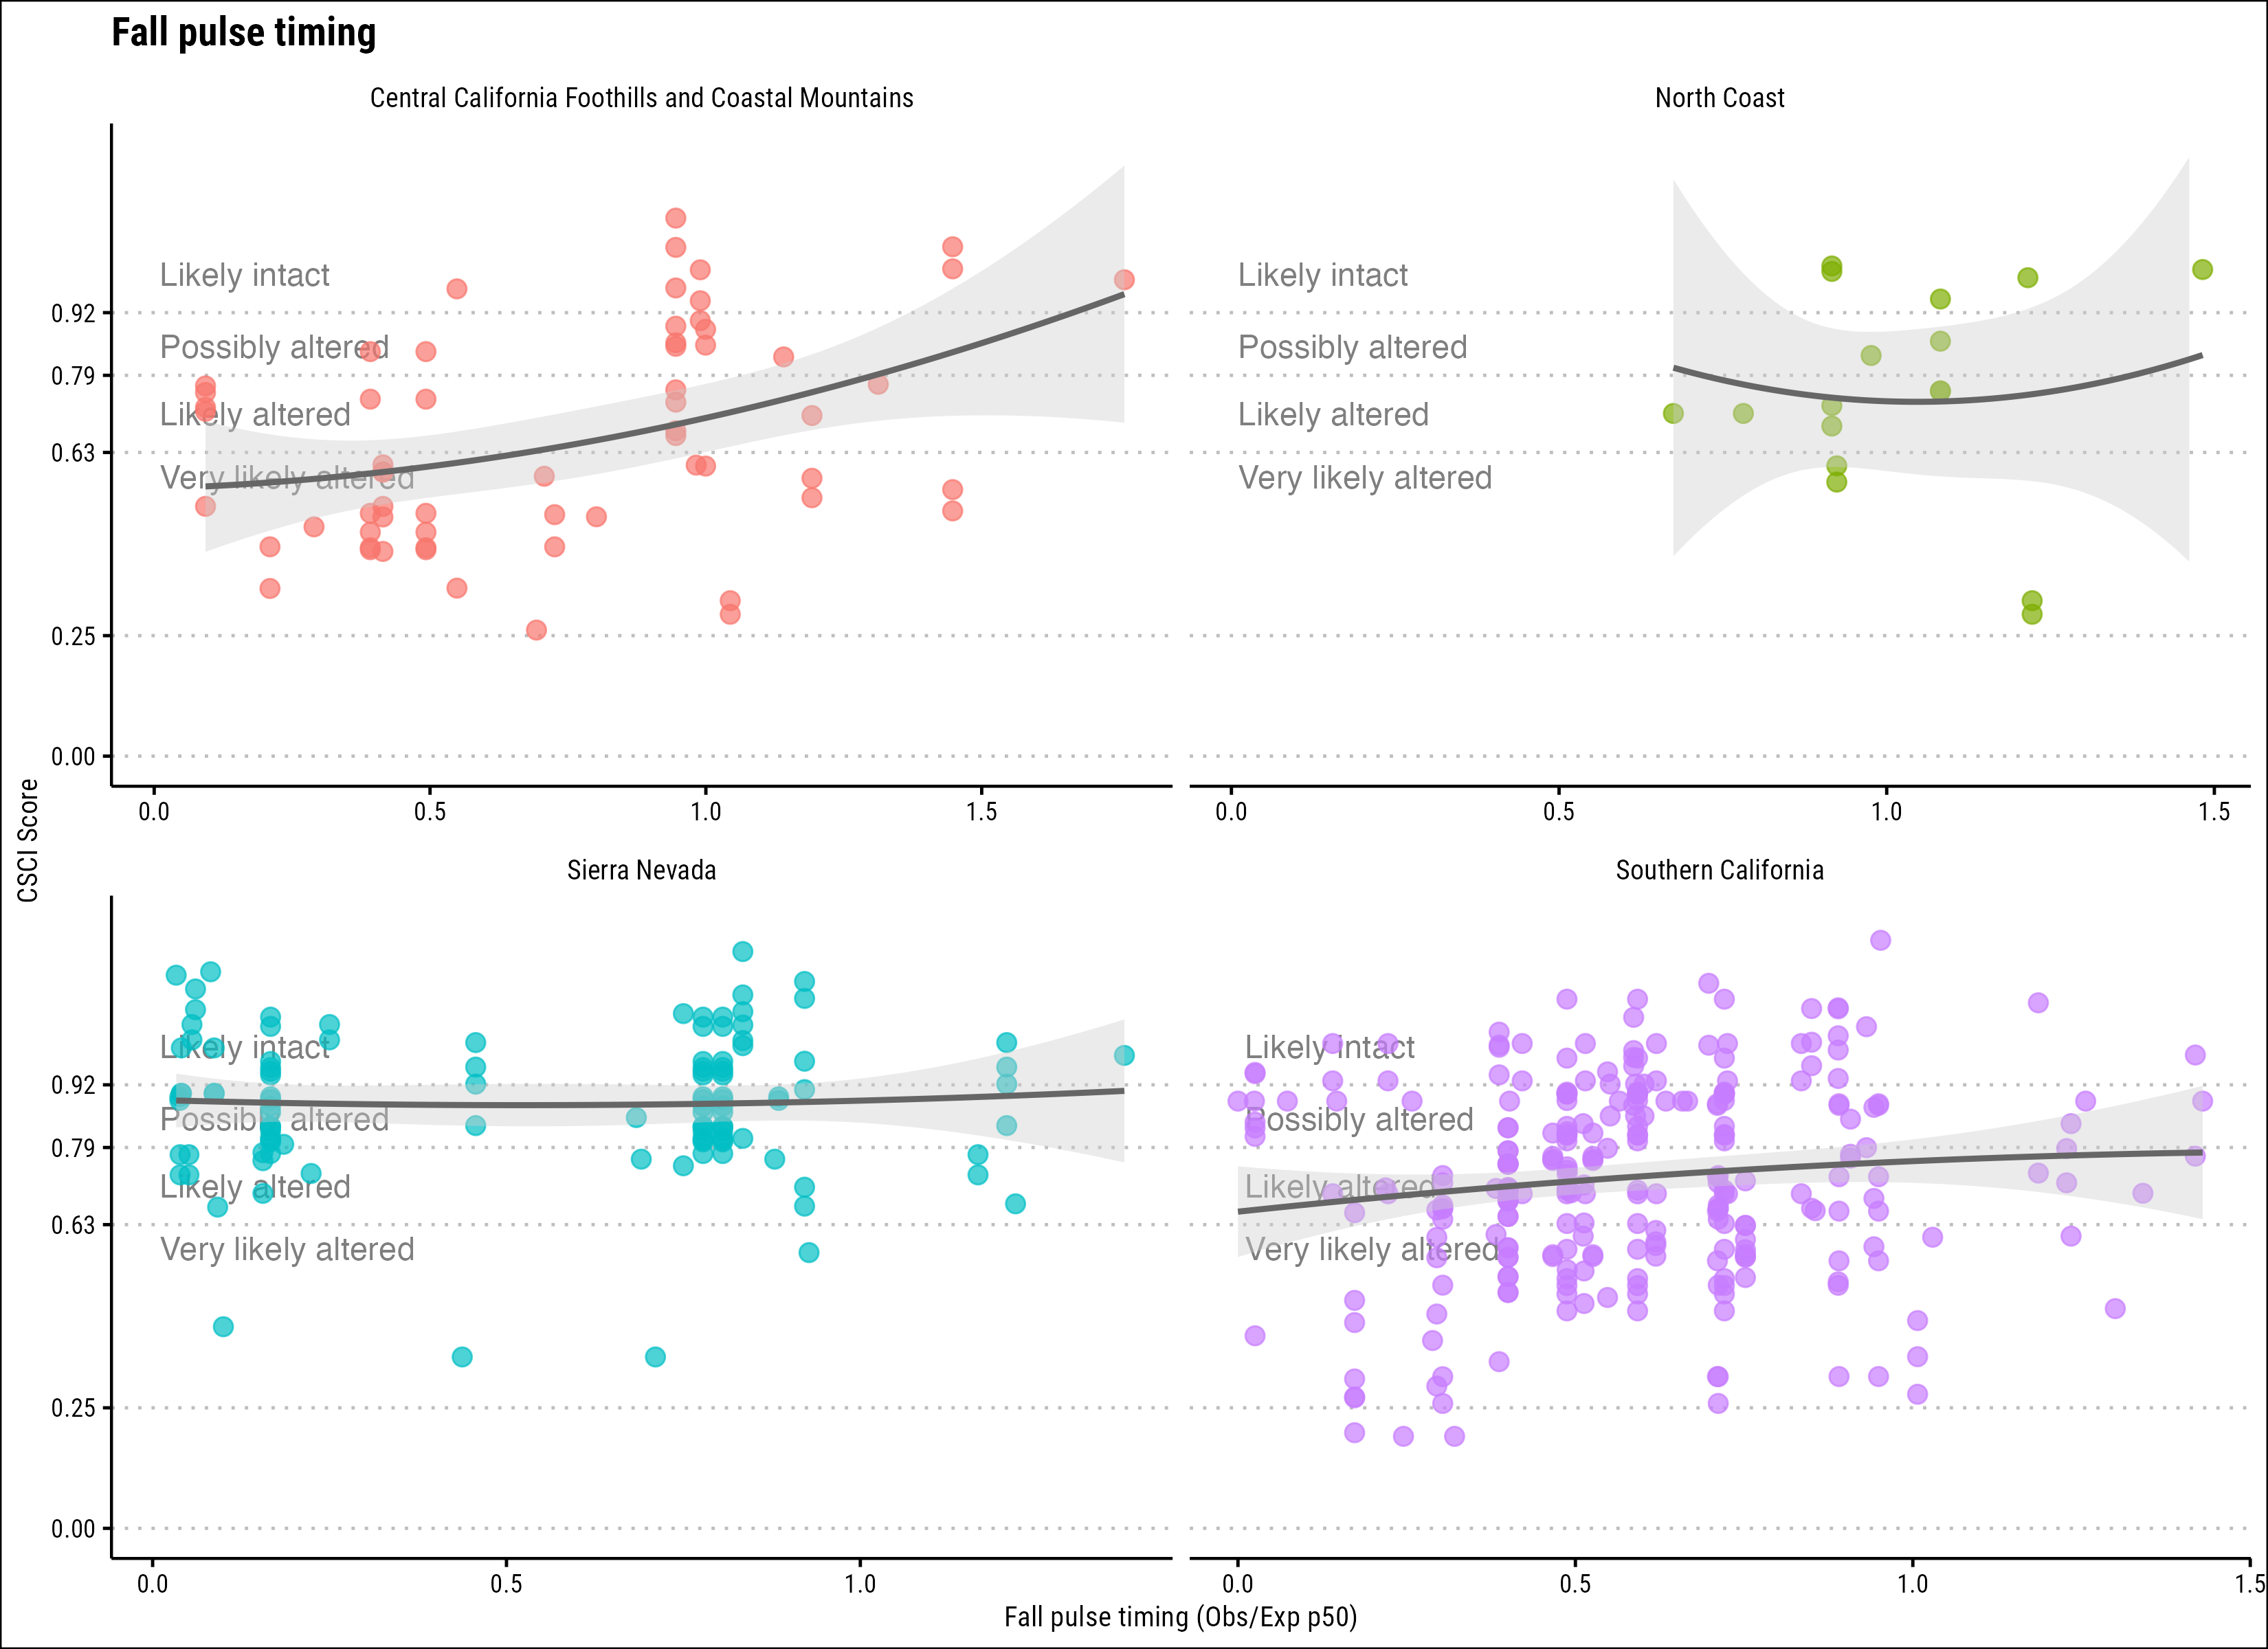 Fall pulse timing
Central California Foothills and Coastal Mountains
North Coast
Likely intact
Likely intact
0.92
Possibly altered
Possibly altered
0.79
Likely altered
Likely altered
0.63
Very likely altered
Very likely altered
0.25
0.00
0.0 0.5 1.0 1.5
0.0 0.5 1.0 1.5
CSCI Score
Sierra Nevada
Southern California
Likely intact
Likely intact
0.92
Possibly altered
Possibly altered
0.79
Likely altered
Likely altered
0.63
Very likely altered
Very likely altered
0.25
0.00
0.0 0.5 1.0
0.0 0.5 1.0 1.5
Fall pulse timing (Obs/Exp p50)